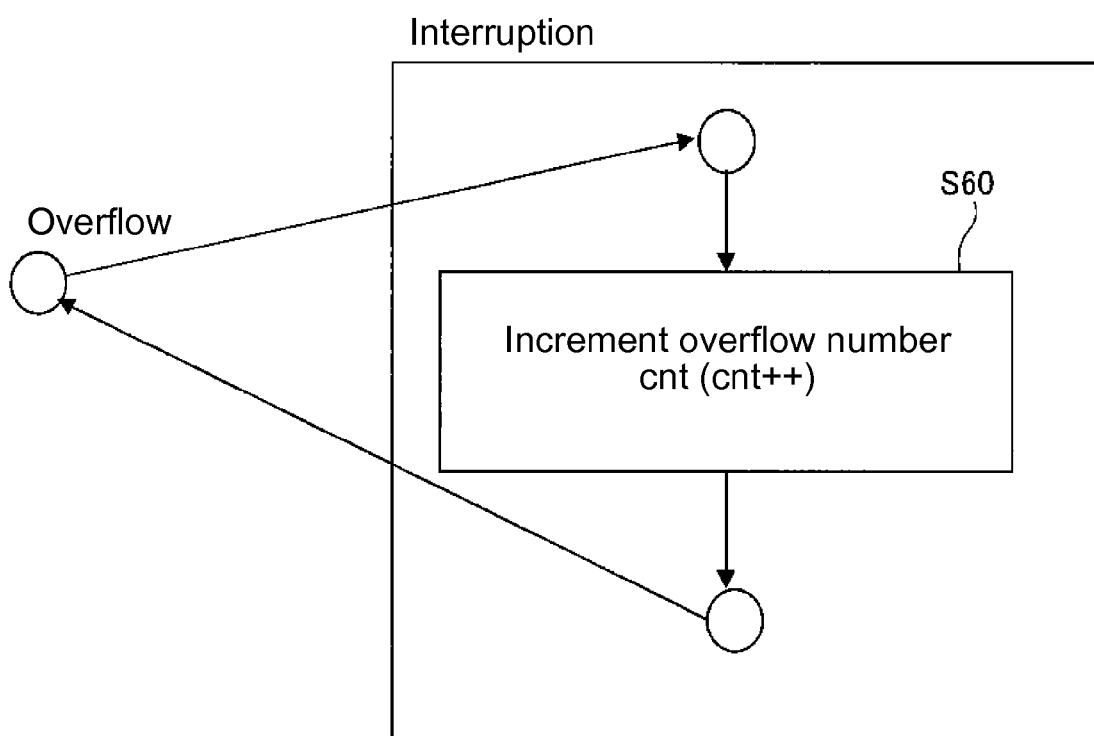 Interruption
Overflow
S60
Increment overflow number
cnt (cnt++)